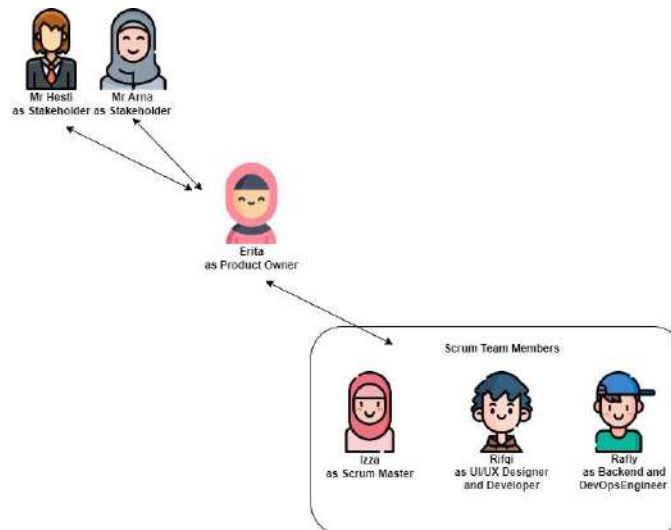 Mr Hesti
as Stakeholder
Mr Arna
as Stakeholder
Erita
as Product Owner
Scrum Team Members
Izza
as Scrum Master
Rifqi
as UI/UX Designer
and Developer
Rafly
as Backend and
DevOpsEngineer